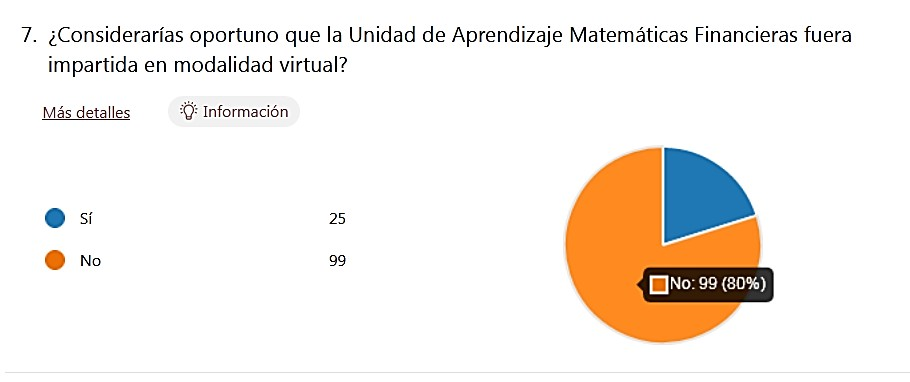 7. ¿Considerarías oportuno que la Unidad de Aprendizaje Matemáticas Financieras fuera
impartida en modalidad virtual?
Más detalles
Información
Sí 25
No 99
No: 99 (80%)